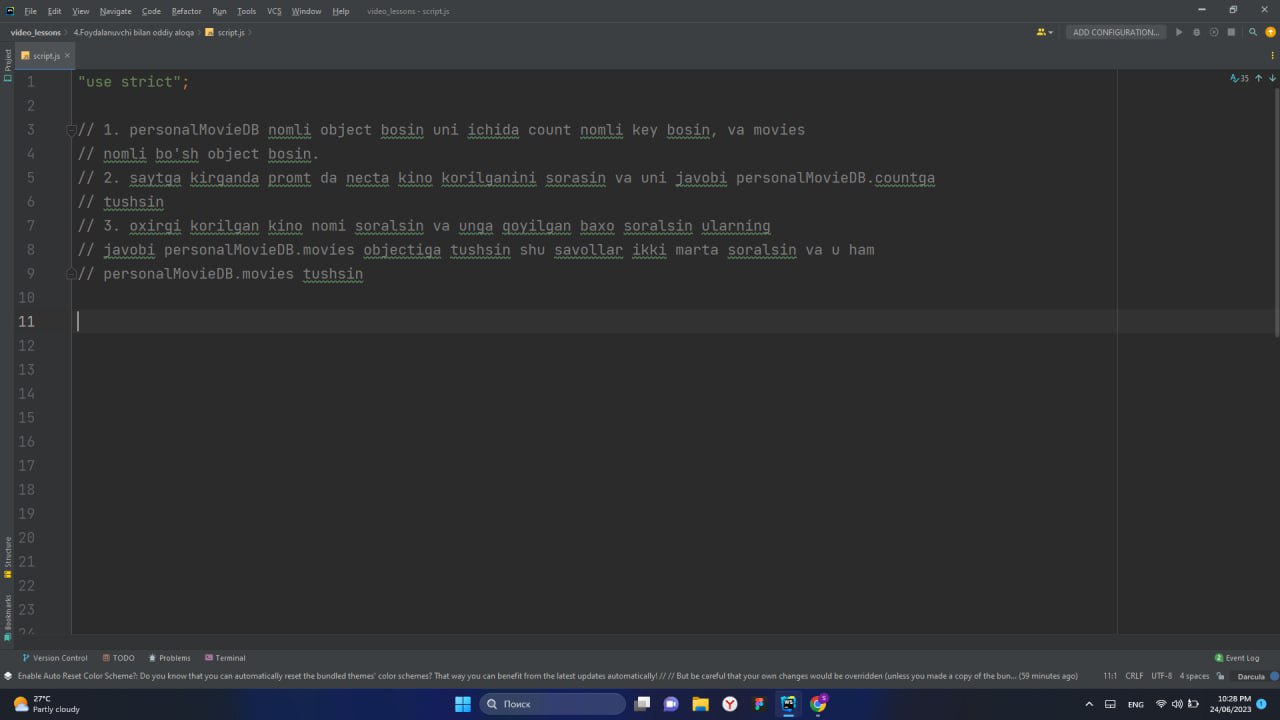 File Edit View Navigate Code Refactor Run Tools VCS Window Help video_lessons - script.js
video_lessons 4.Foydalanuvchi bilan oddiy aloqa script.js ADD CONFIGURATION...
Project script.js
1 "use strict"; 35
2
3 // 1. personalMovieDB nomli object bosin uni ichida count nomli key bosin, va movies
4 // nomli bo'sh object bosin.
5 // 2. saytga kirganda promt da necta kino korilganini sorasin va uni javobi personalMovieDB.countga
6 // tushsin
7 // 3. oxirgi korilgan kino nomi soralsin va unga qoyilgan baxo soralsin ularning
8 // javobi personalMovieDB.movies objectiga tushsin shu savollar ikki marta soralsin va u ham
9 // personalMovieDB.movies tushsin
10
11
12
13
14
15
16
17
18
19
20
21
22
23
24
Structure
Bookmarks
Version Control TODO Problems Terminal 2 Event Log
Enable Auto Reset Color Scheme?: Do you know that you can automatically reset the bundled themes' color schemes? That way you can benefit from the latest updates automatically! // // But be careful that your own changes would be overridden (unless you made a copy of the bun... (59 minutes ago) 11:1 CRLF UTF-8 4 spaces Darcula
27°C
Partly cloudy
Поиск
ENG
10:28 PM
24/06/2023